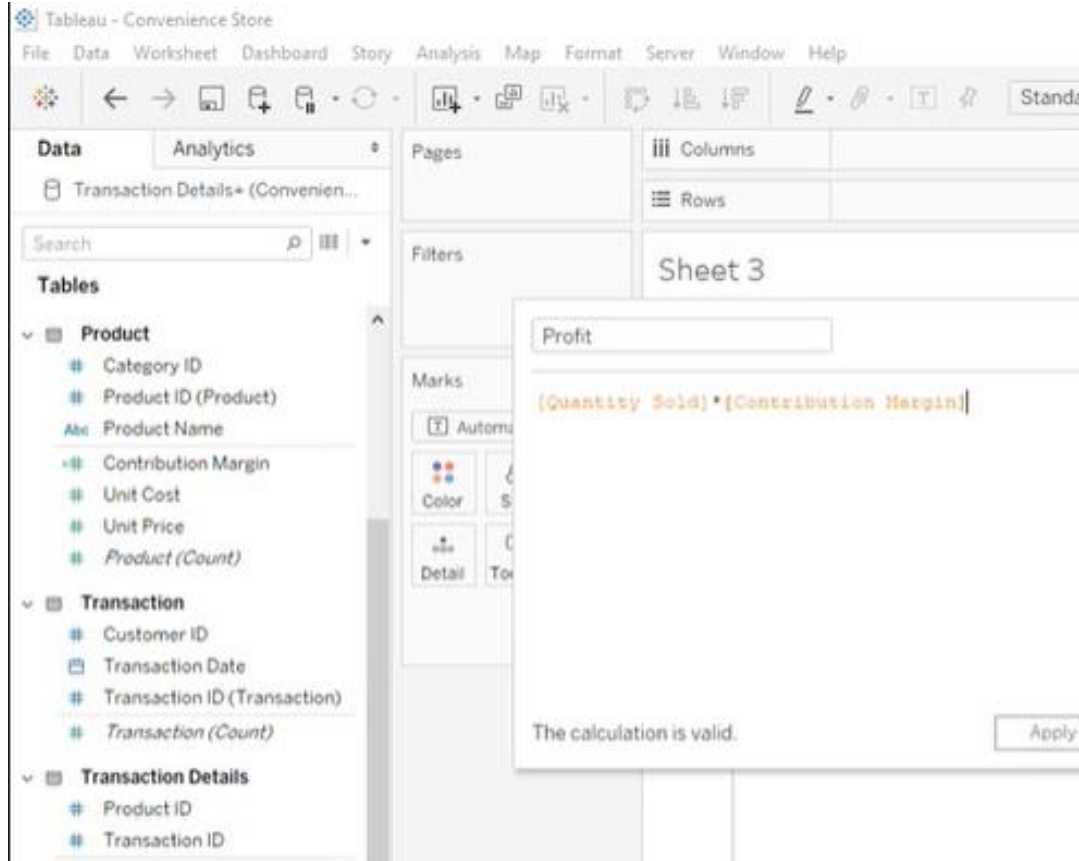 Tableau - Convenience Store
File Data Worksheet Dashboard Story Analysis Map Format Server Window Help
Standa
Data Analytics
Transaction Details+ (Convenien...
Search
Tables
Product
Category ID
Product ID (Product)
Abc Product Name
Contribution Margin
Unit Cost
Unit Price
Product (Count)
Transaction
Customer ID
Transaction Date
Transaction ID (Transaction)
Transaction (Count)
Transaction Details
Product ID
Transaction ID
Pages
Filters
Marks
Automa
Color S
Detail Too
Columns
Rows
Sheet 3
Profit
[Quantity Sold]*[Contribution Margin]
The calculation is valid.
Apply